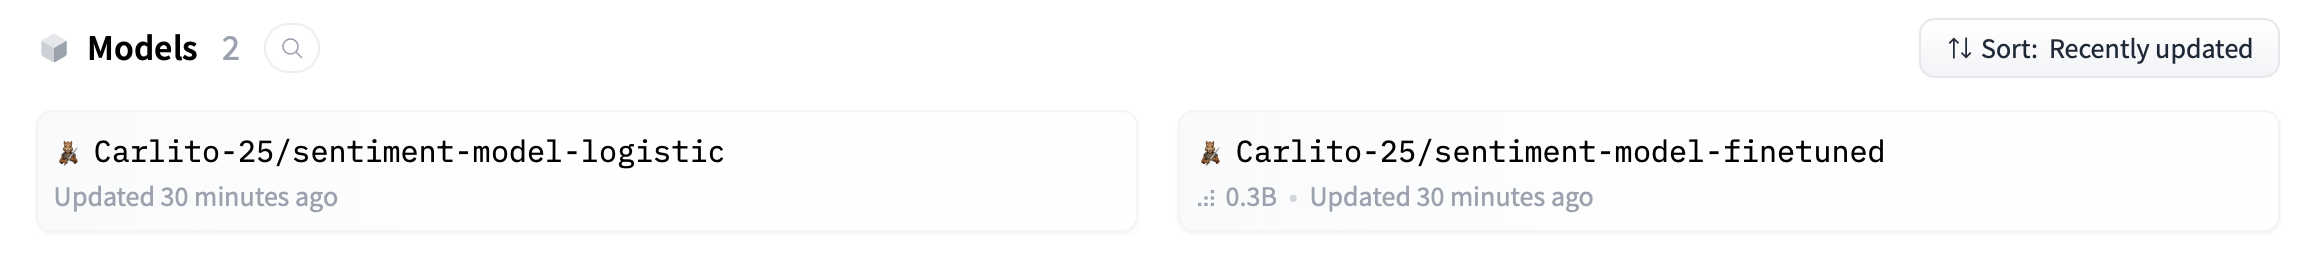 Models 2
Sort: Recently updated
Carlito-25/sentiment-model-logistic
Updated 30 minutes ago
Carlito-25/sentiment-model-finetuned
0.3B • Updated 30 minutes ago